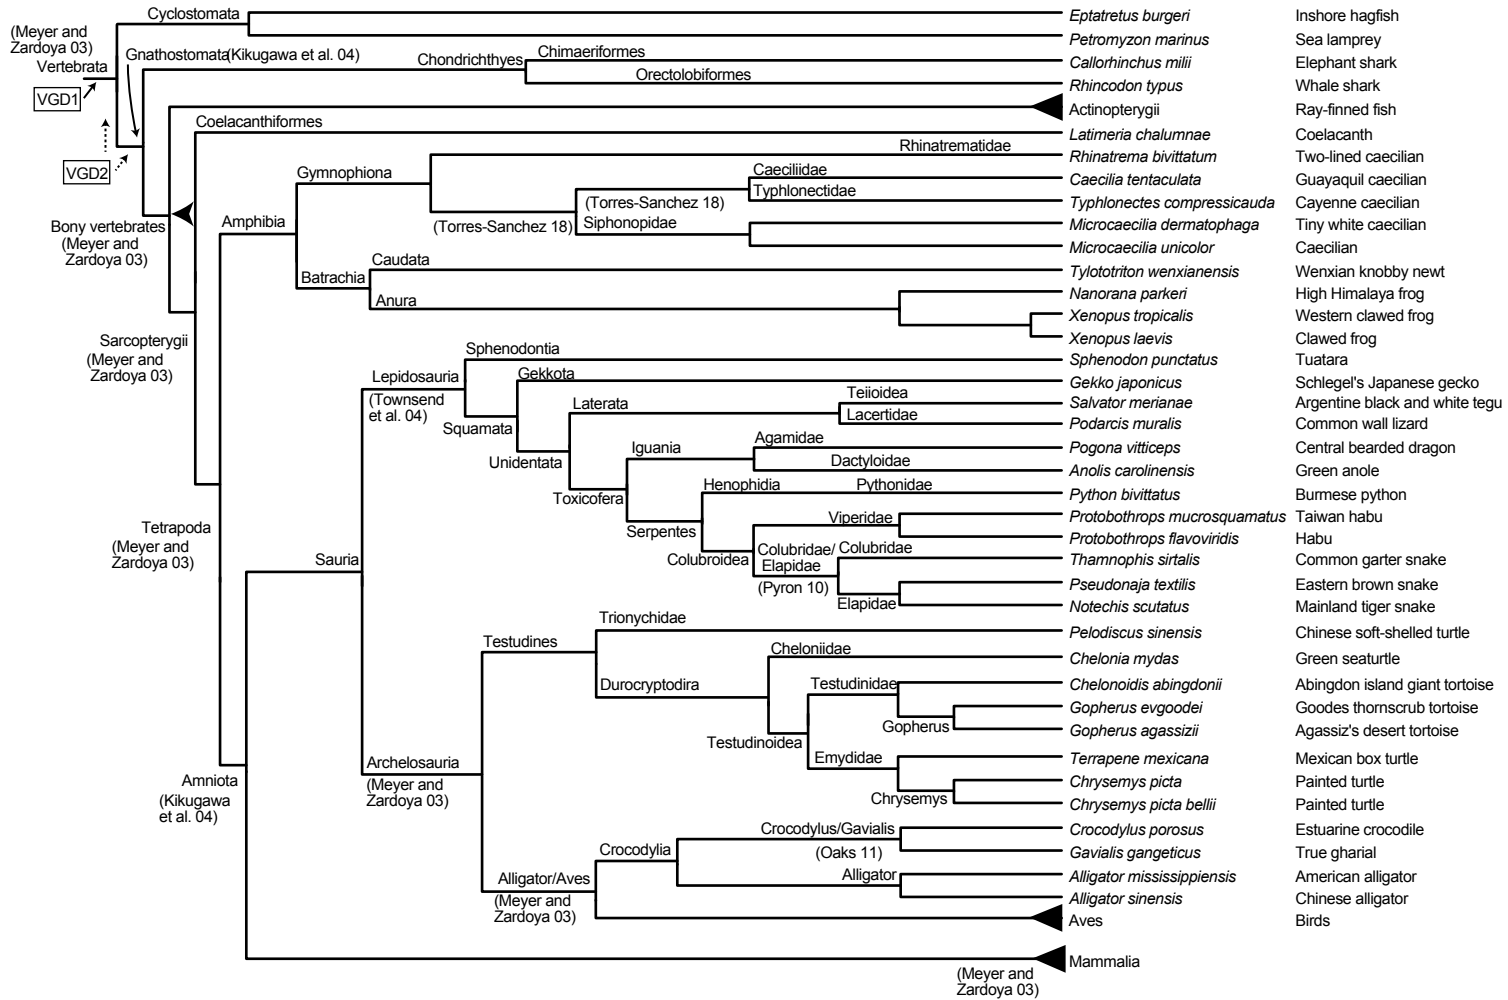 Cyclostomata
Eptatretus burgeri Inshore hagfish
(Meyer and
Zardoya 03)
Petromyzon marinus Sea lamprey
Gnathostomata(Kikugawa et al. 04)
Vertebrata
Chondrichthyes
Chimaeriformes
Callorhinchus milii Elephant shark
Orectolobiformes
Rhincodon typus Whale shark
VGD1
Actinopterygii Ray-finned fish
Coelacanthiformes
Latimeria chalumnae Coelacanth
VGD2
Rhinatrematidae
Rhinatrema bivittatum Two-lined caecilian
Gymnophiona
Caeciliidae
Caecilia tentaculata Guayaquil caecilian
Typhlonectidae
(Torres-Sanchez 18)
Typhlonectes compressicauda Cayenne caecilian
Bony vertebrates
(Meyer and
Zardoya 03)
Amphibia
(Torres-Sanchez 18)
Siphonopidae
Microcaecilia dermatophaga Tiny white caecilian
Microcaecilia unicolor Caecilian
Batrachia
Caudata
Tylototriton wenxianensis Wenxian knobby newt
Anura
Nanorana parkeri High Himalaya frog
Xenopus tropicalis Western clawed frog
Xenopus laevis Clawed frog
Sarcopterygii
(Meyer and
Zardoya 03)
Sphenodontia
Sphenodon punctatus Tuatara
Lepidosauria
(Townsend
et al. 04)
Gekkota
Gekko japonicus Schlegel's Japanese gecko
Squamata
Laterata
Teiioidea
Salvator merianae Argentine black and white tegu
Lacertidae
Podarcis muralis Common wall lizard
Unidentata
Iguania
Agamidae
Pogona vitticeps Central bearded dragon
Dactyloidae
Anolis carolinensis Green anole
Toxicofera
Henophidia
Pythonidae
Python bivittatus Burmese python
Serpentes
Viperidae
Protobothrops mucrosquamatus Taiwan habu
Protobothrops flavoviridis Habu
Colubroidea
Colubridae/
Elapidae
(Pyron 10)
Colubridae
Thamnophis sirtalis Common garter snake
Pseudonaja textilis Eastern brown snake
Elapidae
Notechis scutatus Mainland tiger snake
Tetrapoda
(Meyer and
Zardoya 03)
Sauria
Trionychidae
Pelodiscus sinensis Chinese soft-shelled turtle
Testudines
Cheloniidae
Chelonia mydas Green seaturtle
Durocryptodira
Testudinidae
Chelonoidis abingdonii Abingdon island giant tortoise
Gopherus evgoodei Goodes thornscrub tortoise
Gopherus
Gopherus agassizii Agassiz's desert tortoise
Testudinoidea
Emydidae
Terrapene mexicana Mexican box turtle
Chrysemys picta Painted turtle
Chrysemys
Chrysemys picta bellii Painted turtle
Archelosauria
(Meyer and
Zardoya 03)
Amniota
(Kikugawa
et al. 04)
Crocodylus/Gavialis
(Oaks 11)
Crocodylus porosus Estuarine crocodile
Gavialis gangeticus True gharial
Crocodylia
Alligator
Alligator mississippiensis American alligator
Alligator sinensis Chinese alligator
Alligator/Aves
(Meyer and
Zardoya 03)
Aves Birds
Mammalia
(Meyer and
Zardoya 03)